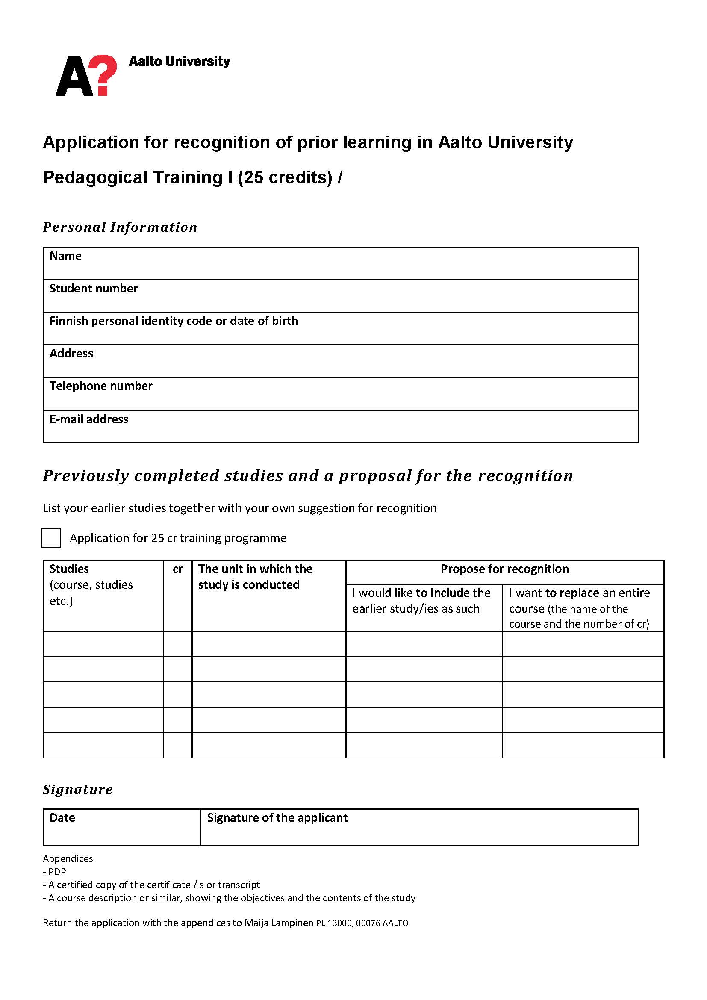 A? Aalto University
Application for recognition of prior learning in Aalto University
Pedagogical Training I (25 credits) /
Personal Information
Name
Student number
Finnish personal identity code or date of birth
Address
Telephone number
E-mail address
Previously completed studies and a proposal for the recognition
List your earlier studies together with your own suggestion for recognition
Application for 25 cr training programme
Studies
(course, studies
etc.)
cr
The unit in which the
study is conducted
Propose for recognition
I would like to include the
earlier study/ies as such
I want to replace an entire
course (the name of the
course and the number of cr)
Signature
Date
Signature of the applicant
Appendices
- PDP
- A certified copy of the certificate / s or transcript
- A course description or similar, showing the objectives and the contents of the study
Return the application with the appendices to Maija Lampinen PL 13000, 00076 AALTO